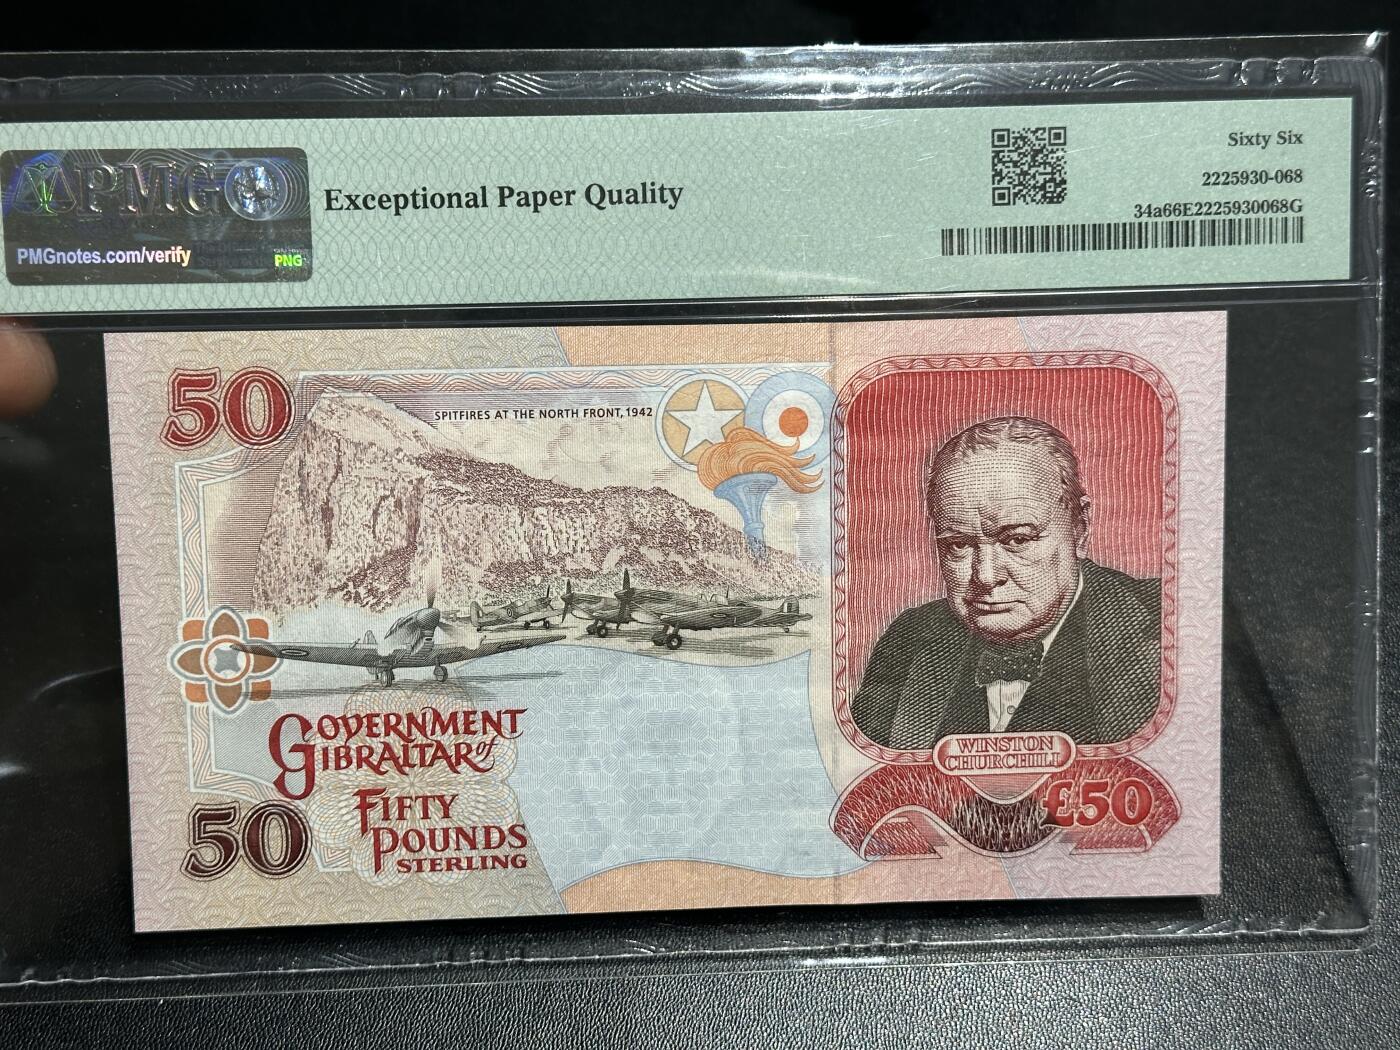 PMG
PMGnotes.com/verify
PNG
Exceptional Paper Quality
Sixty Six
2225930-068
34a66E2225930068G
50
SPITFIRES AT THE NORTH FRONT, 1942
GOVERNMENT
of GIBRALTAR
FIFTY
POUNDS
STERLING
50
WINSTON
CHURCHILL
£50